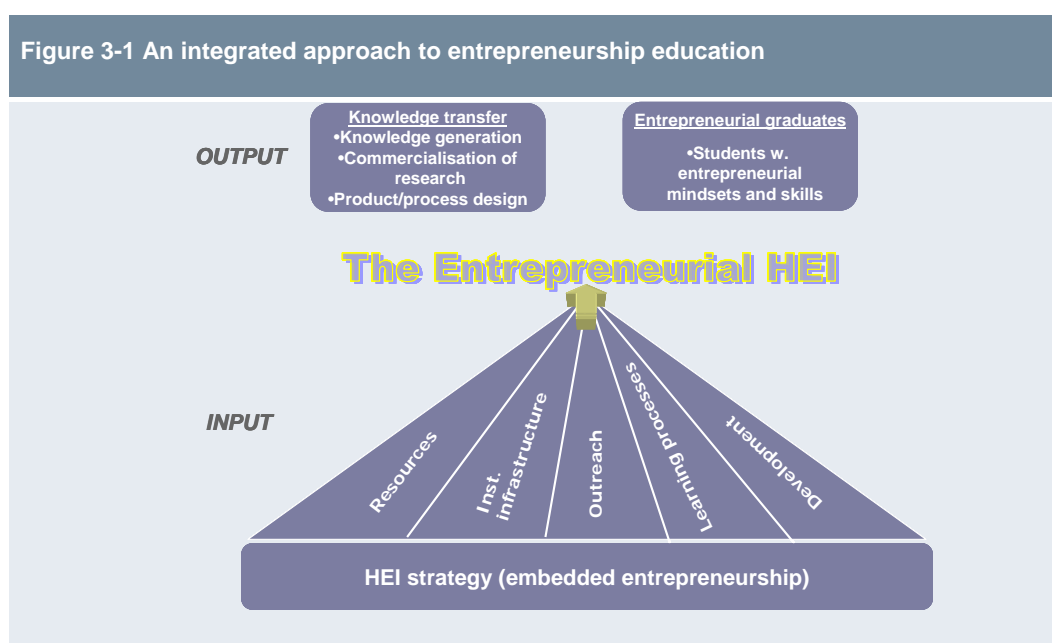 Figure 3-1 An integrated approach to entrepreneurship education
OUTPUT
Knowledge transfer
•Knowledge generation
•Commercialisation of
research
•Product/process design
Entrepreneurial graduates
•Students w.
entrepreneurial
mindsets and skills
The Entrepreneurial HEI
INPUT
Resources
Inst.
infrastructure
Outreach
Learning processes
Development
HEI strategy (embedded entrepreneurship)